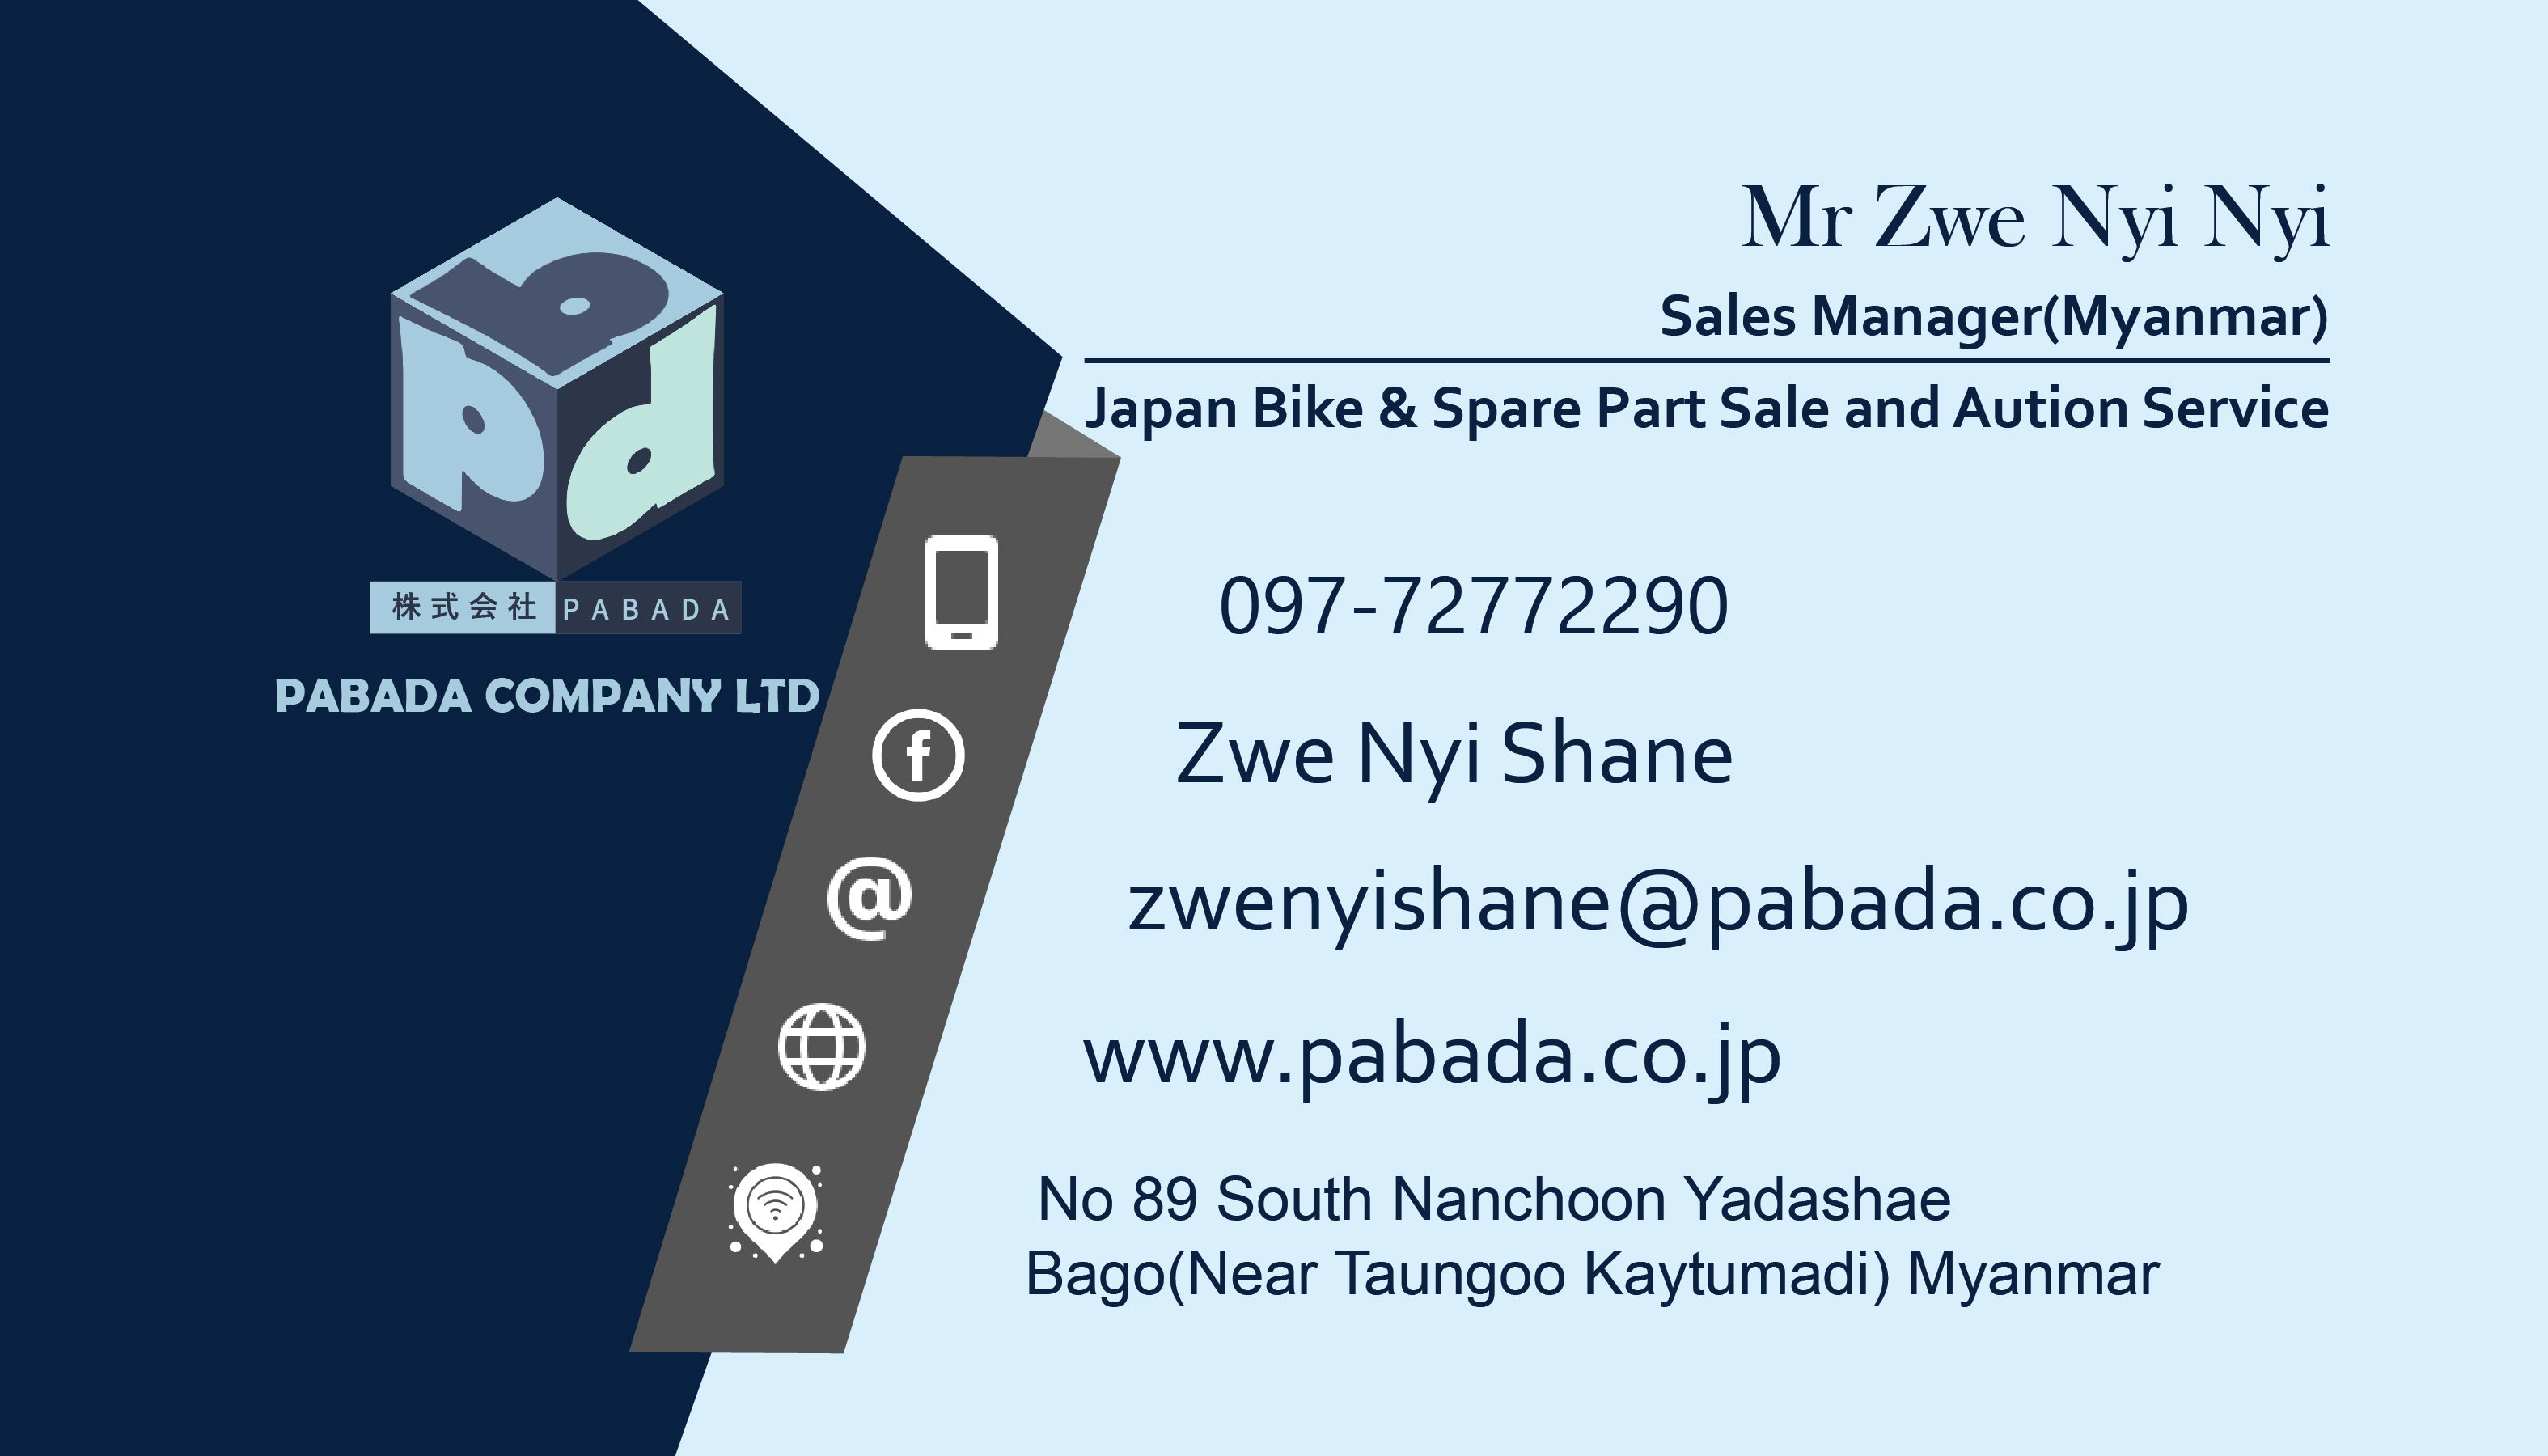 株式会社 PABADA
PABADA COMPANY LTD
Mr Zwe Nyi Nyi
Sales Manager(Myanmar)
Japan Bike & Spare Part Sale and Aution Service
097-72772290
Zwe Nyi Shane
zwenyishane@pabada.co.jp
www.pabada.co.jp
No 89 South Nanchoon Yadashae
Bago(Near Taungoo Kaytumadi) Myanmar